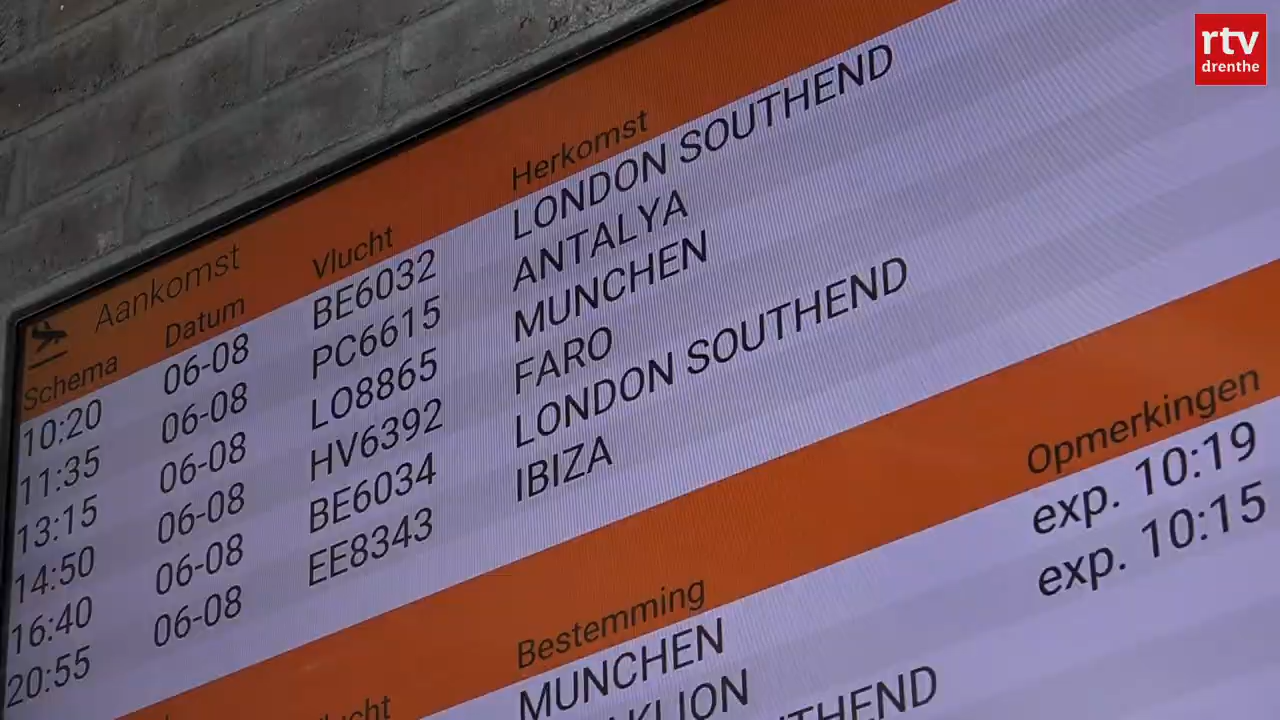 rtv
drenthe
Aankomst
Schema Datum Vlucht Herkomst
10:20 06-08 BE6032 LONDON SOUTHEND
11:35 06-08 PC6615 ANTALYA
13:15 06-08 LO8865 MUNCHEN
14:50 06-08 HV6392 FARO
16:40 06-08 BE6034 LONDON SOUTHEND
20:55 06-08 EE8343 IBIZA
Bestemming Opmerkingen
MUNCHEN exp. 10:19
exp. 10:15